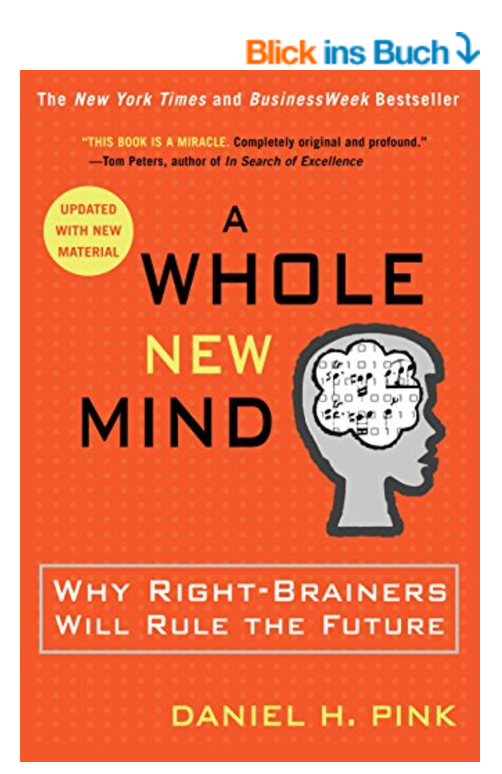 Blick ins Buch
The New York Times and BusinessWeek Bestseller
"THIS BOOK IS A MIRACLE. Completely original and profound."
—Tom Peters, author of In Search of Excellence
UPDATED
WITH NEW
MATERIAL
A
WHOLE
NEW
MIND
WHY RIGHT-BRAINERS
WILL RULE THE FUTURE
DANIEL H. PINK